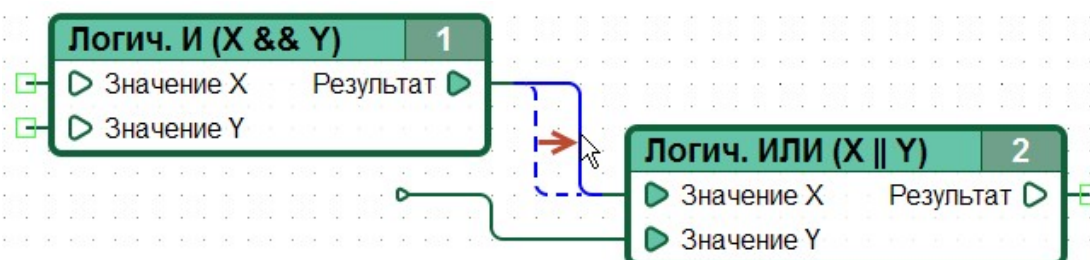 Логич. И (X && Y) 1
Значение X Результат
Значение Y
Логич. ИЛИ (X || Y) 2
Значение X Результат
Значение Y